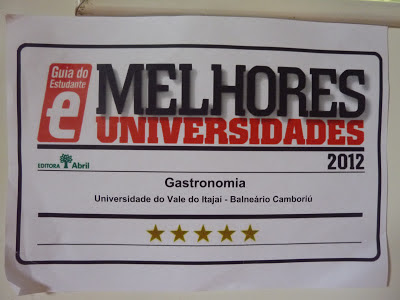 Guia do
Estudante
e
MELHORES
UNIVERSIDADES
EDITORA Abril
2012
Gastronomia
Universidade do Vale do Itajaí - Balneário Camboriú